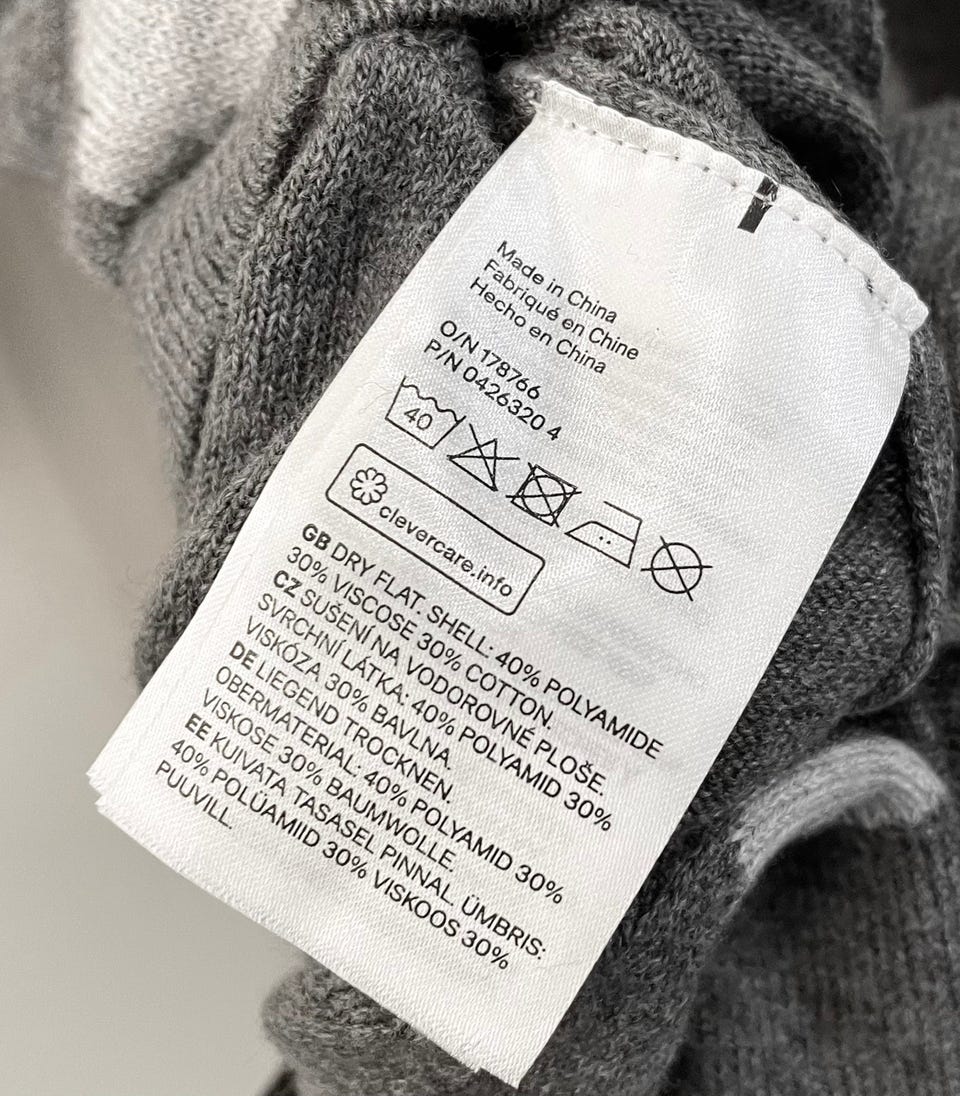 Made in China
Fabriqué en Chine
Hecho en China
O/N 178766
P/N 0426320 4
40
clevercare.info
GB DRY FLAT. SHELL: 40% POLYAMIDE
30% VISCOSE 30% COTTON.
CZ SUŠENÍ NA VODOROVNÉ PLOŠE.
SVRCHNÍ LÁTKA: 40% POLYAMID 30%
VISKÓZA 30% BAVLNA.
DE LIEGEND TROCKNEN.
OBERMATERIAL: 40% POLYAMID 30%
VISKOSE 30% BAUMWOLLE.
EE KUIVATA TASASEL PINNAL. ÜMBRIS:
40% POLÜAMIID 30% VISKOOS 30%
PUUVILL.